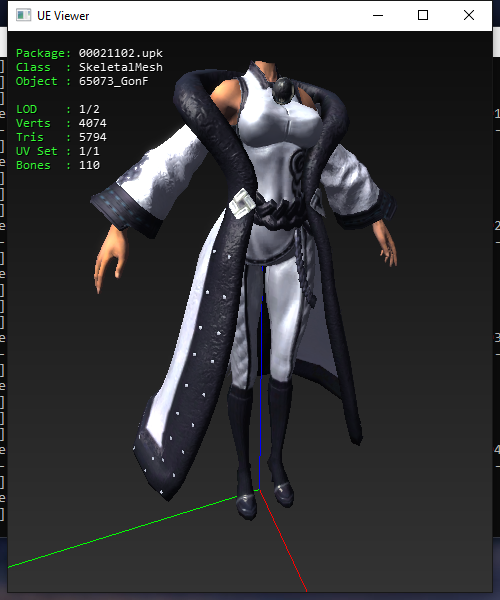 UE Viewer
Package: 00021102.upk
Class  : SkeletalMesh
Object : 65073_GonF
LOD    : 1/2
Verts  : 4074
Tris   : 5794
UV Set : 1/1
Bones  : 110